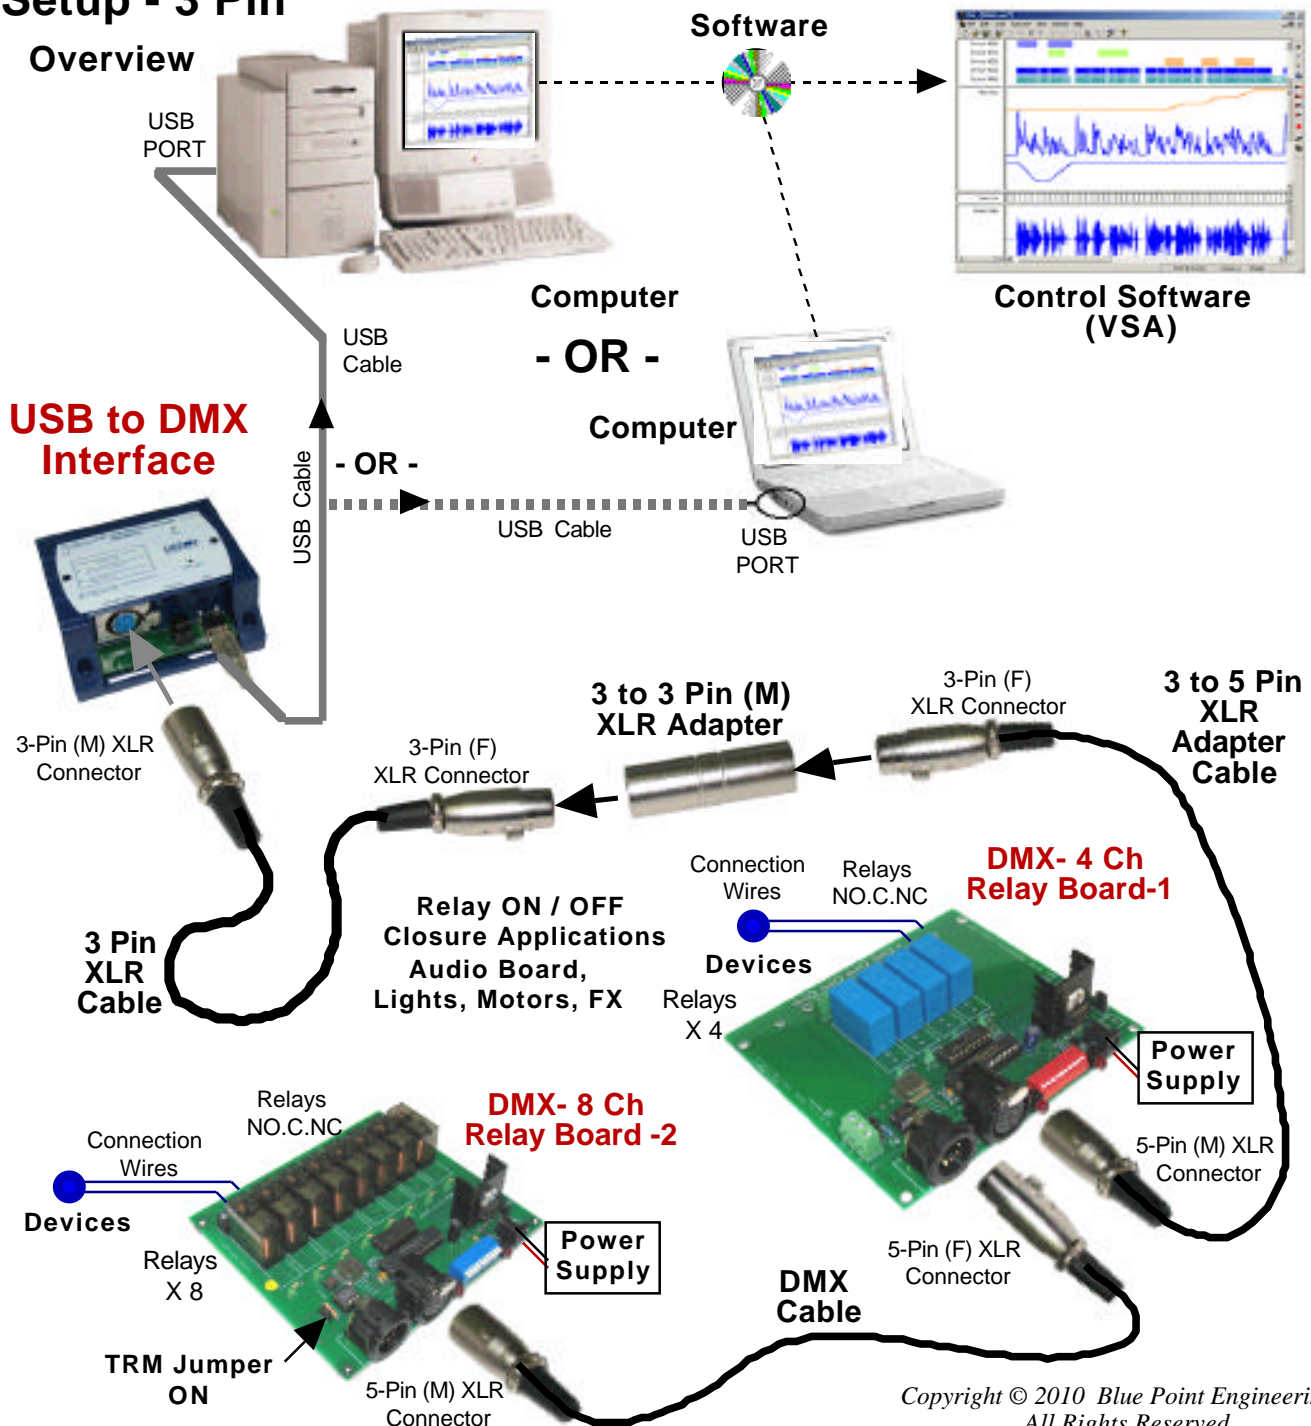 Setup - 3 Pin
Overview
Software
USB
PORT
Control Software
(VSA)
Computer
- OR -
USB
Cable
Computer
USB to DMX
Interface
- OR -
USB Cable
USB Cable
USB
PORT
3-Pin (M) XLR
Connector
3-Pin (F)
XLR Connector
3 to 3 Pin (M)
XLR Adapter
3-Pin (F)
XLR Connector
3 to 5 Pin
XLR
Adapter
Cable
3 Pin
XLR
Cable
Relay ON / OFF
Closure Applications
Audio Board,
Lights, Motors, FX
Connection
Wires
Relays
NO.C.NC
DMX- 4 Ch
Relay Board-1
Devices
Relays
X 4
Power
Supply
5-Pin (M) XLR
Connector
Relays
NO.C.NC
DMX- 8 Ch
Relay Board -2
Connection
Wires
Devices
Relays
X 8
Power
Supply
5-Pin (F) XLR
Connector
DMX
Cable
TRM Jumper
ON
5-Pin (M) XLR
Connector
Copyright © 2010 Blue Point Engineeri
All Rights Reserved